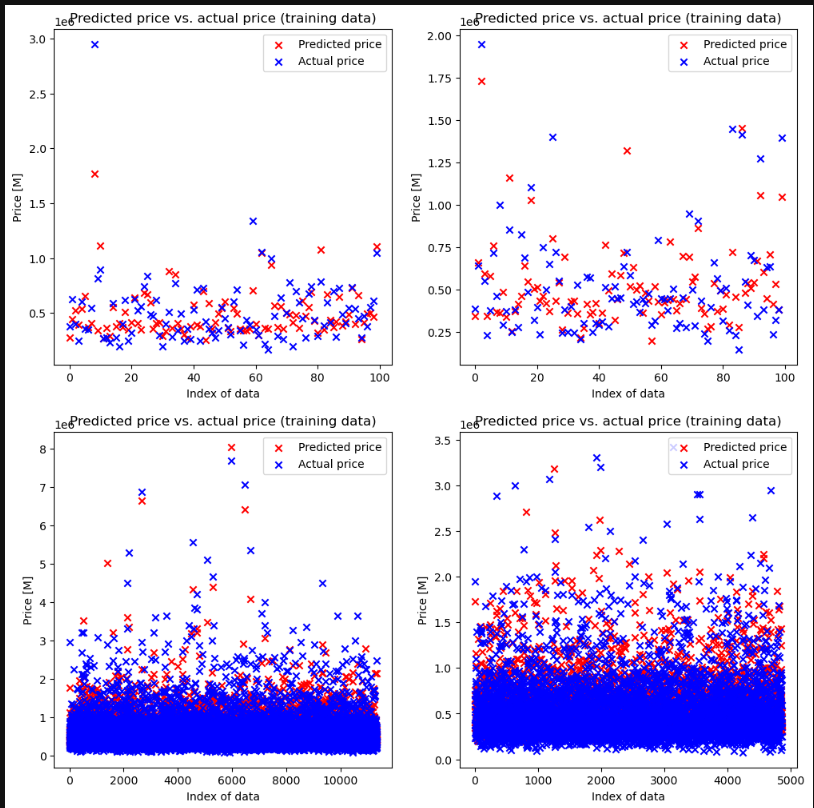 Predicted price vs. actual price (training data)
1e6
Predicted price
Actual price
3.0
2.5
2.0
1.5
1.0
0.5
Price [M]
0 20 40 60 80 100
Index of data
Predicted price vs. actual price (training data)
1e6
Predicted price
Actual price
2.00
1.75
1.50
1.25
1.00
0.75
0.50
0.25
Price [M]
0 20 40 60 80 100
Index of data
Predicted price vs. actual price (training data)
1e6
Predicted price
Actual price
8
7
6
5
4
3
2
1
0
Price [M]
0 2000 4000 6000 8000 10000
Index of data
Predicted price vs. actual price (training data)
1e6
Predicted price
Actual price
3.5
3.0
2.5
2.0
1.5
1.0
0.5
0.0
Price [M]
0 1000 2000 3000 4000 5000
Index of data